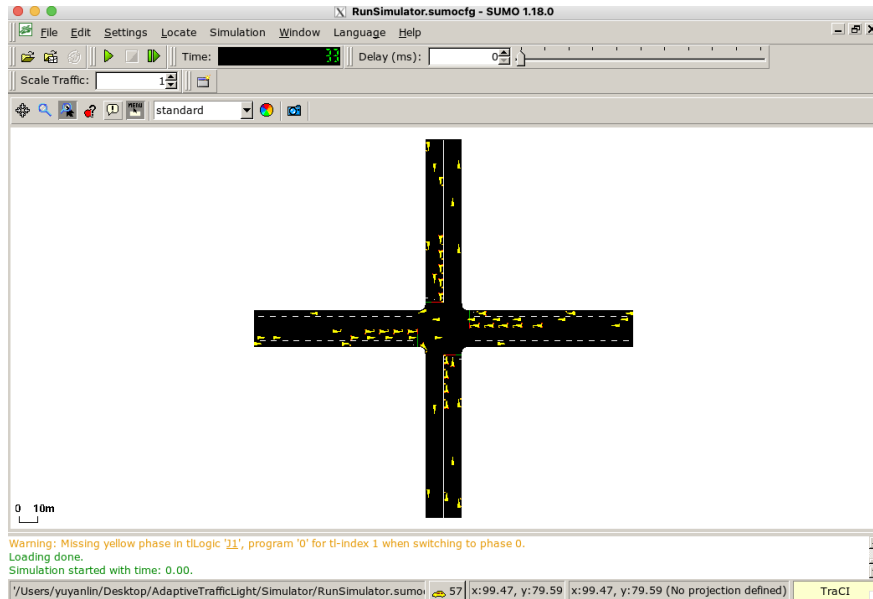 RunSimulator.sumocfg - SUMO 1.18.0
File Edit Settings Locate Simulation Window Language Help
Time: 33 Delay (ms): 0
Scale Traffic: 1
MENU standard
0 10m
Warning: Missing yellow phase in tlLogic 'J1', program '0' for tl-index 1 when switching to phase 0.
Loading done.
Simulation started with time: 0.00.
'/Users/yuyanlin/Desktop/AdaptiveTrafficLight/Simulator/RunSimulator.sumo 57 x:99.47, y:79.59 x:99.47, y:79.59 (No projection defined) TraCI